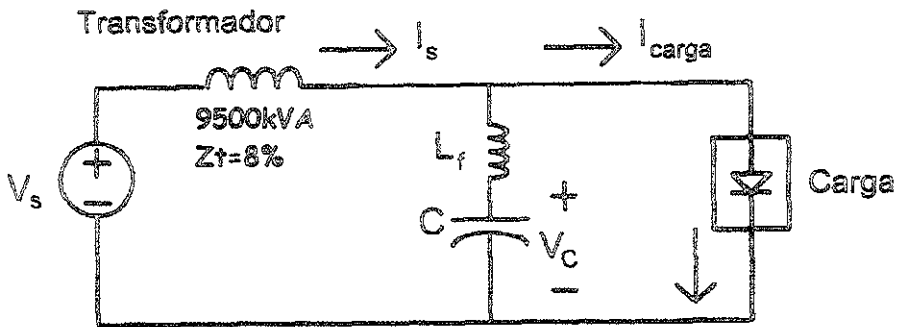 Transformador
I_s
I_carga
9500kVA
Zt=8%
L_f
V_s
+
−
C
+
V_C
−
Carga